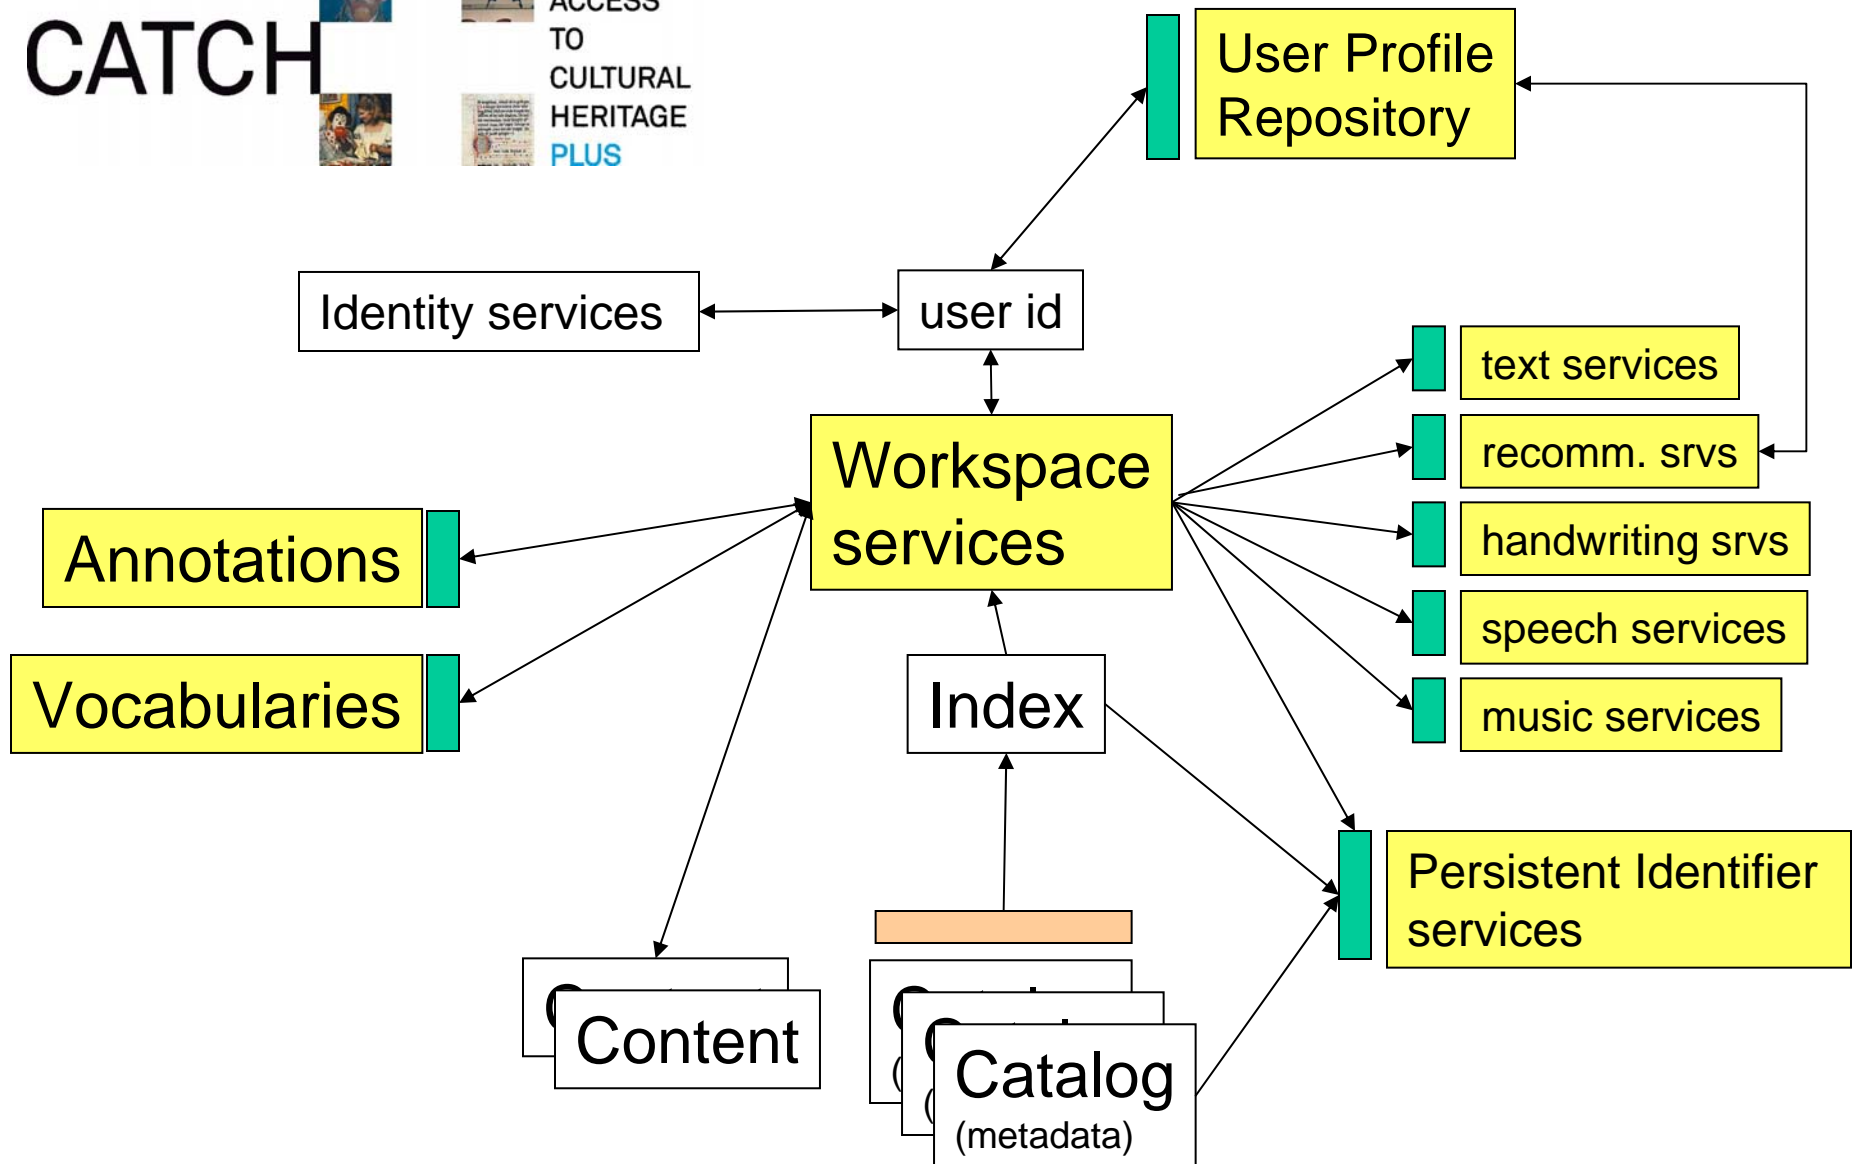 CATCH
ACCESS
TO
CULTURAL
HERITAGE
PLUS
User Profile
Repository
Identity services
user id
text services
recomm. srvs
handwriting srvs
speech services
music services
Workspace
services
Annotations
Vocabularies
Index
Persistent Identifier
services
Content
Catalog
(metadata)